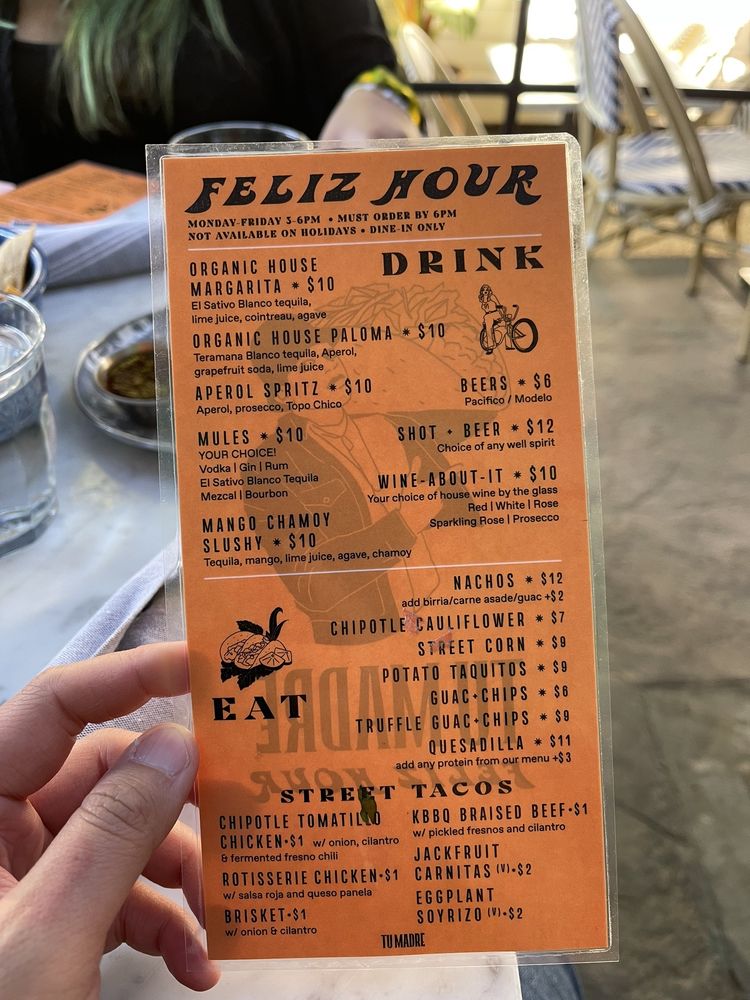 FELIZ HOUR
MONDAY-FRIDAY 3-6PM • MUST ORDER BY 6PM
NOT AVAILABLE ON HOLIDAYS • DINE-IN ONLY
DRINK
ORGANIC HOUSE
MARGARITA * $10
El Sativo Blanco tequila,
lime juice, cointreau, agave
ORGANIC HOUSE PALOMA * $10
Teramana Blanco tequila, Aperol,
grapefruit soda, lime juice
APEROL SPRITZ * $10
Aperol, prosecco, Topo Chico
MULES * $10
YOUR CHOICE!
Vodka | Gin | Rum
El Sativo Blanco Tequila
Mezcal | Bourbon
MANGO CHAMOY
SLUSHY * $10
Tequila, mango, lime juice, agave, chamoy
BEERS * $6
Pacifico / Modelo
SHOT + BEER * $12
Choice of any well spirit
WINE-ABOUT-IT * $10
Your choice of house wine by the glass
Red | White | Rose
Sparkling Rose | Prosecco
EAT
NACHOS * $12
add birria/carne asade/guac +$2
CHIPOTLE CAULIFLOWER * $7
STREET CORN * $9
POTATO TAQUITOS * $9
GUAC+CHIPS * $6
TRUFFLE GUAC+CHIPS * $9
QUESADILLA * $11
add any protein from our menu +$3
STREET TACOS
CHIPOTLE TOMATILLO
CHICKEN•$1 w/ onion, cilantro
& fermented fresno chili
ROTISSERIE CHICKEN•$1
w/ salsa roja and queso panela
BRISKET•$1
w/ onion & cilantro
KBBQ BRAISED BEEF•$1
w/ pickled fresnos and cilantro
JACKFRUIT
CARNITAS (V)•$2
EGGPLANT
SOYRIZO (V)•$2
TU MADRE